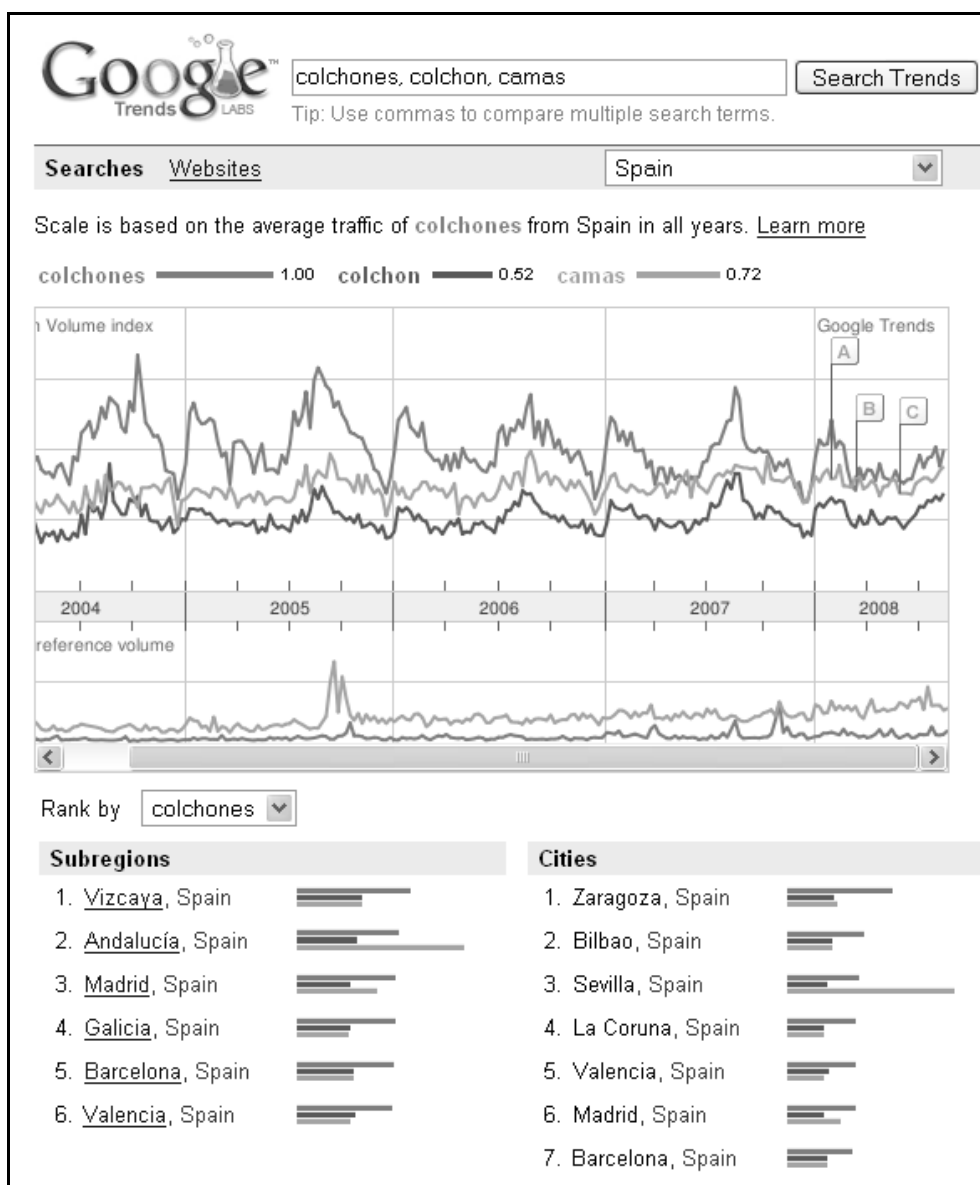 Google™
Trends LABS
colchones, colchon, camas
Search Trends
Tip: Use commas to compare multiple search terms.
Searches Websites
Spain
Scale is based on the average traffic of colchones from Spain in all years. Learn more
colchones 1.00 colchon 0.52 camas 0.72
Volume index
Google Trends
A
B
C
2004 2005 2006 2007 2008
reference volume
Rank by colchones
Subregions
1. Vizcaya, Spain
2. Andalucía, Spain
3. Madrid, Spain
4. Galicia, Spain
5. Barcelona, Spain
6. Valencia, Spain
Cities
1. Zaragoza, Spain
2. Bilbao, Spain
3. Sevilla, Spain
4. La Coruna, Spain
5. Valencia, Spain
6. Madrid, Spain
7. Barcelona, Spain